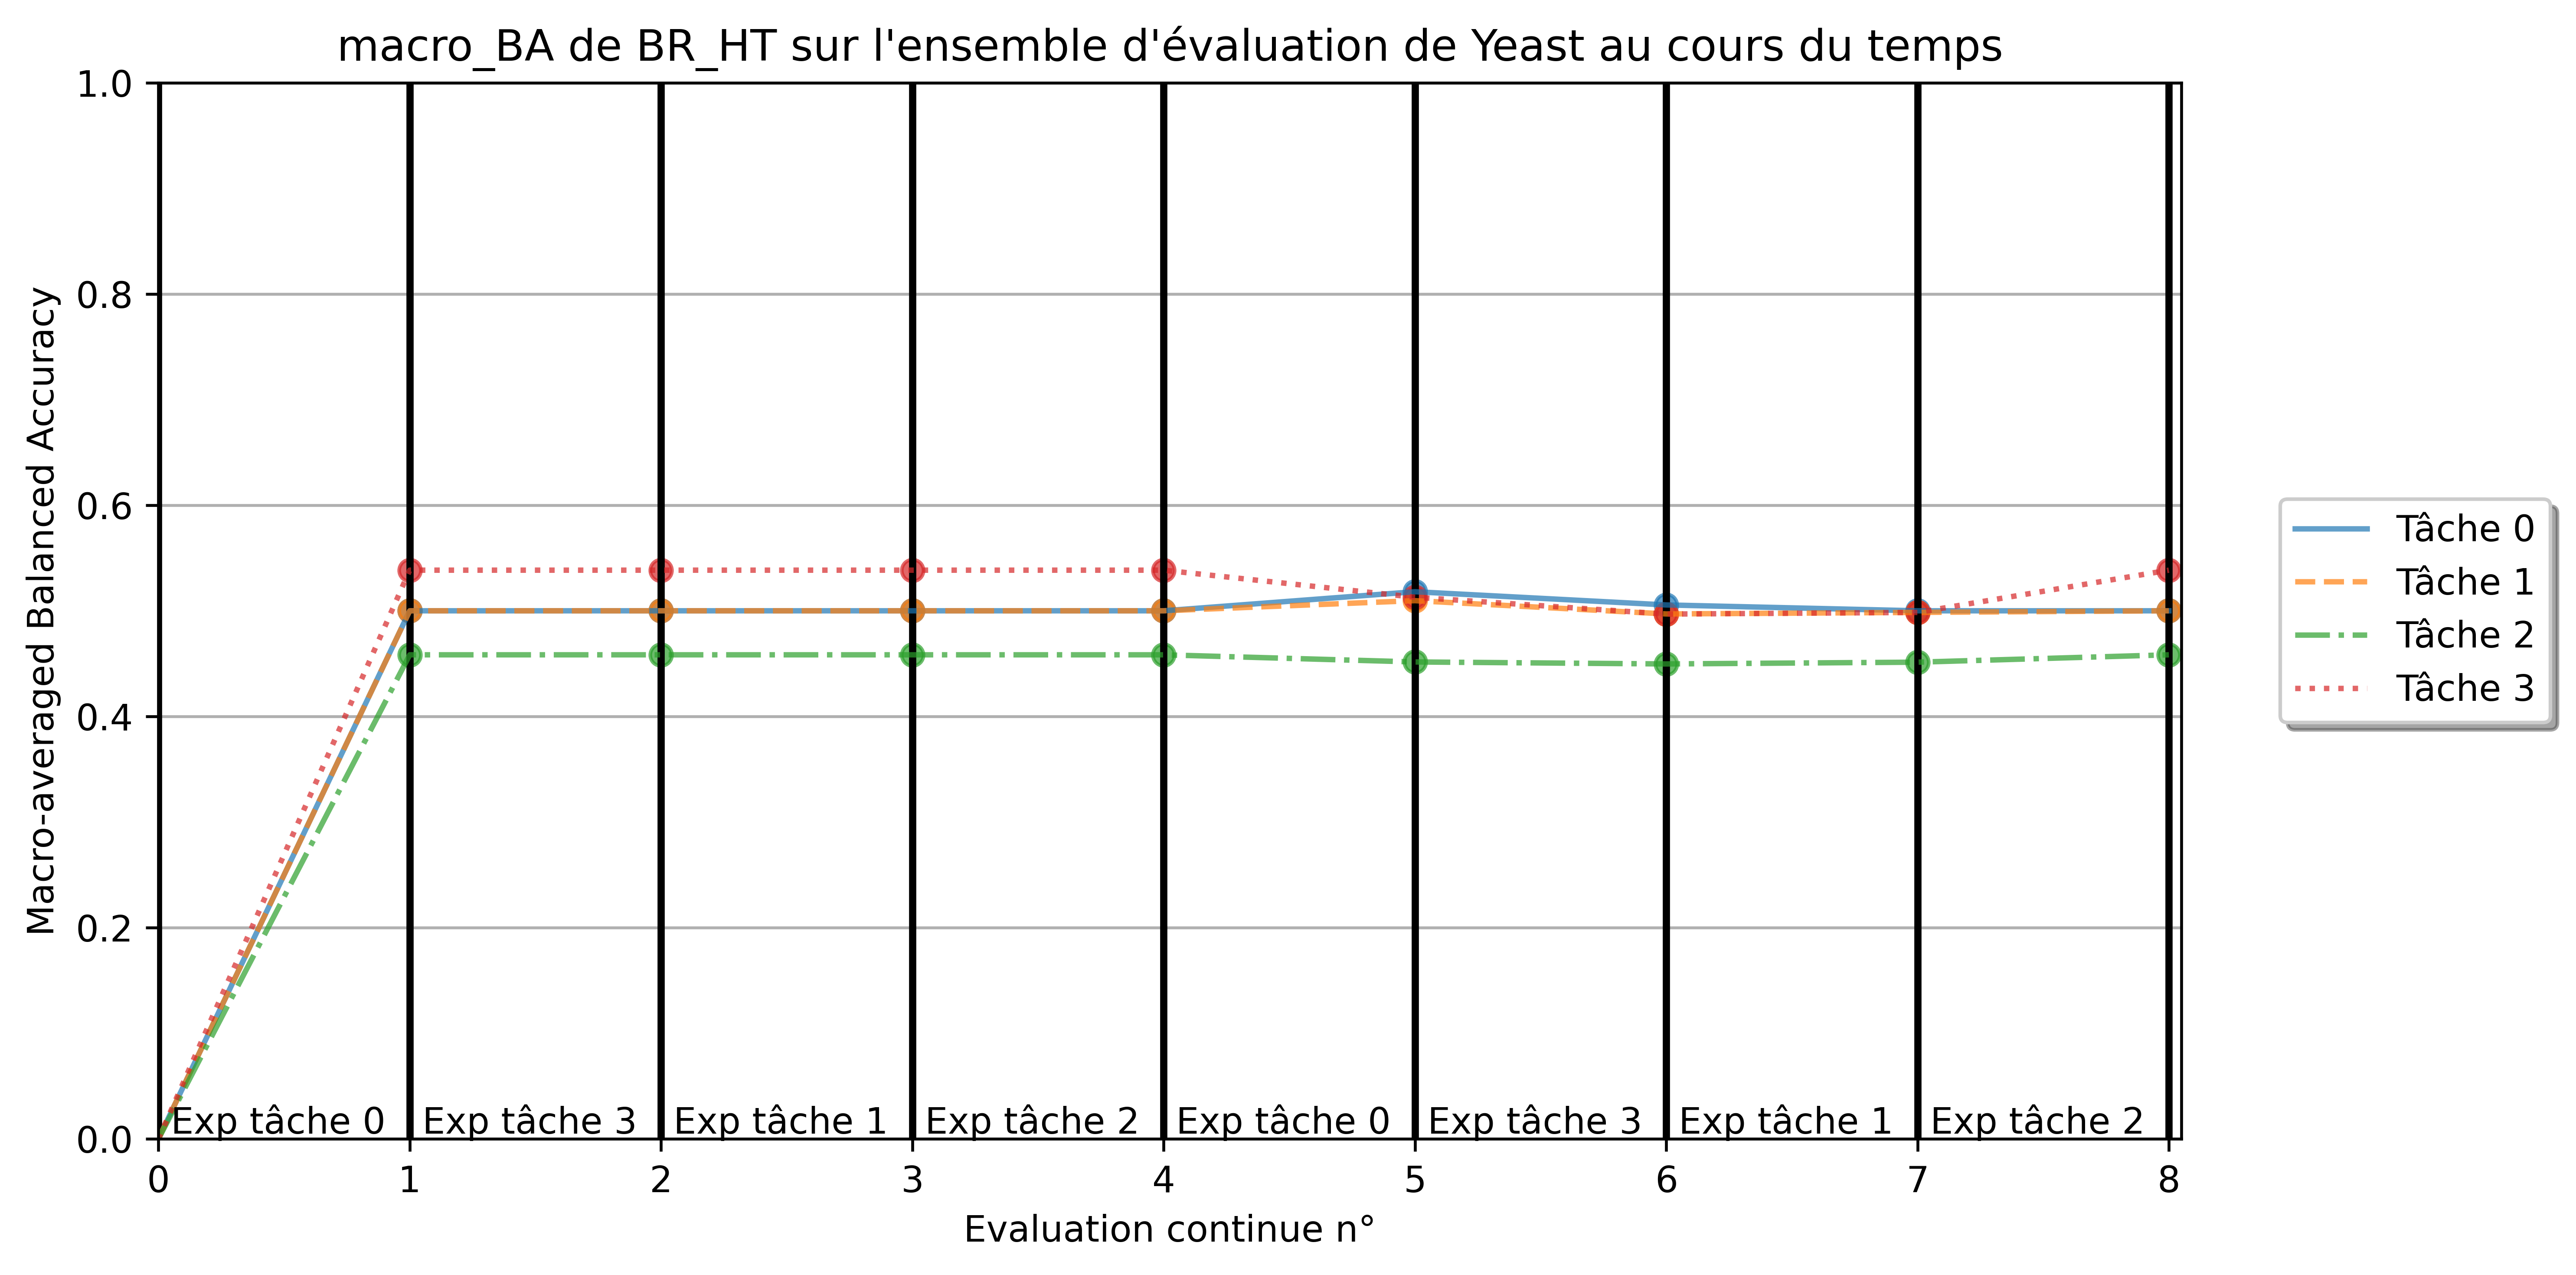 macro_BA de BR_HT sur l'ensemble d'évaluation de Yeast au cours du temps
Macro-averaged Balanced Accuracy
1.0
0.8
0.6
0.4
0.2
0.0
Exp tâche 0 Exp tâche 3 Exp tâche 1 Exp tâche 2 Exp tâche 0 Exp tâche 3 Exp tâche 1 Exp tâche 2
0 1 2 3 4 5 6 7 8
Evaluation continue n°
Tâche 0
Tâche 1
Tâche 2
Tâche 3